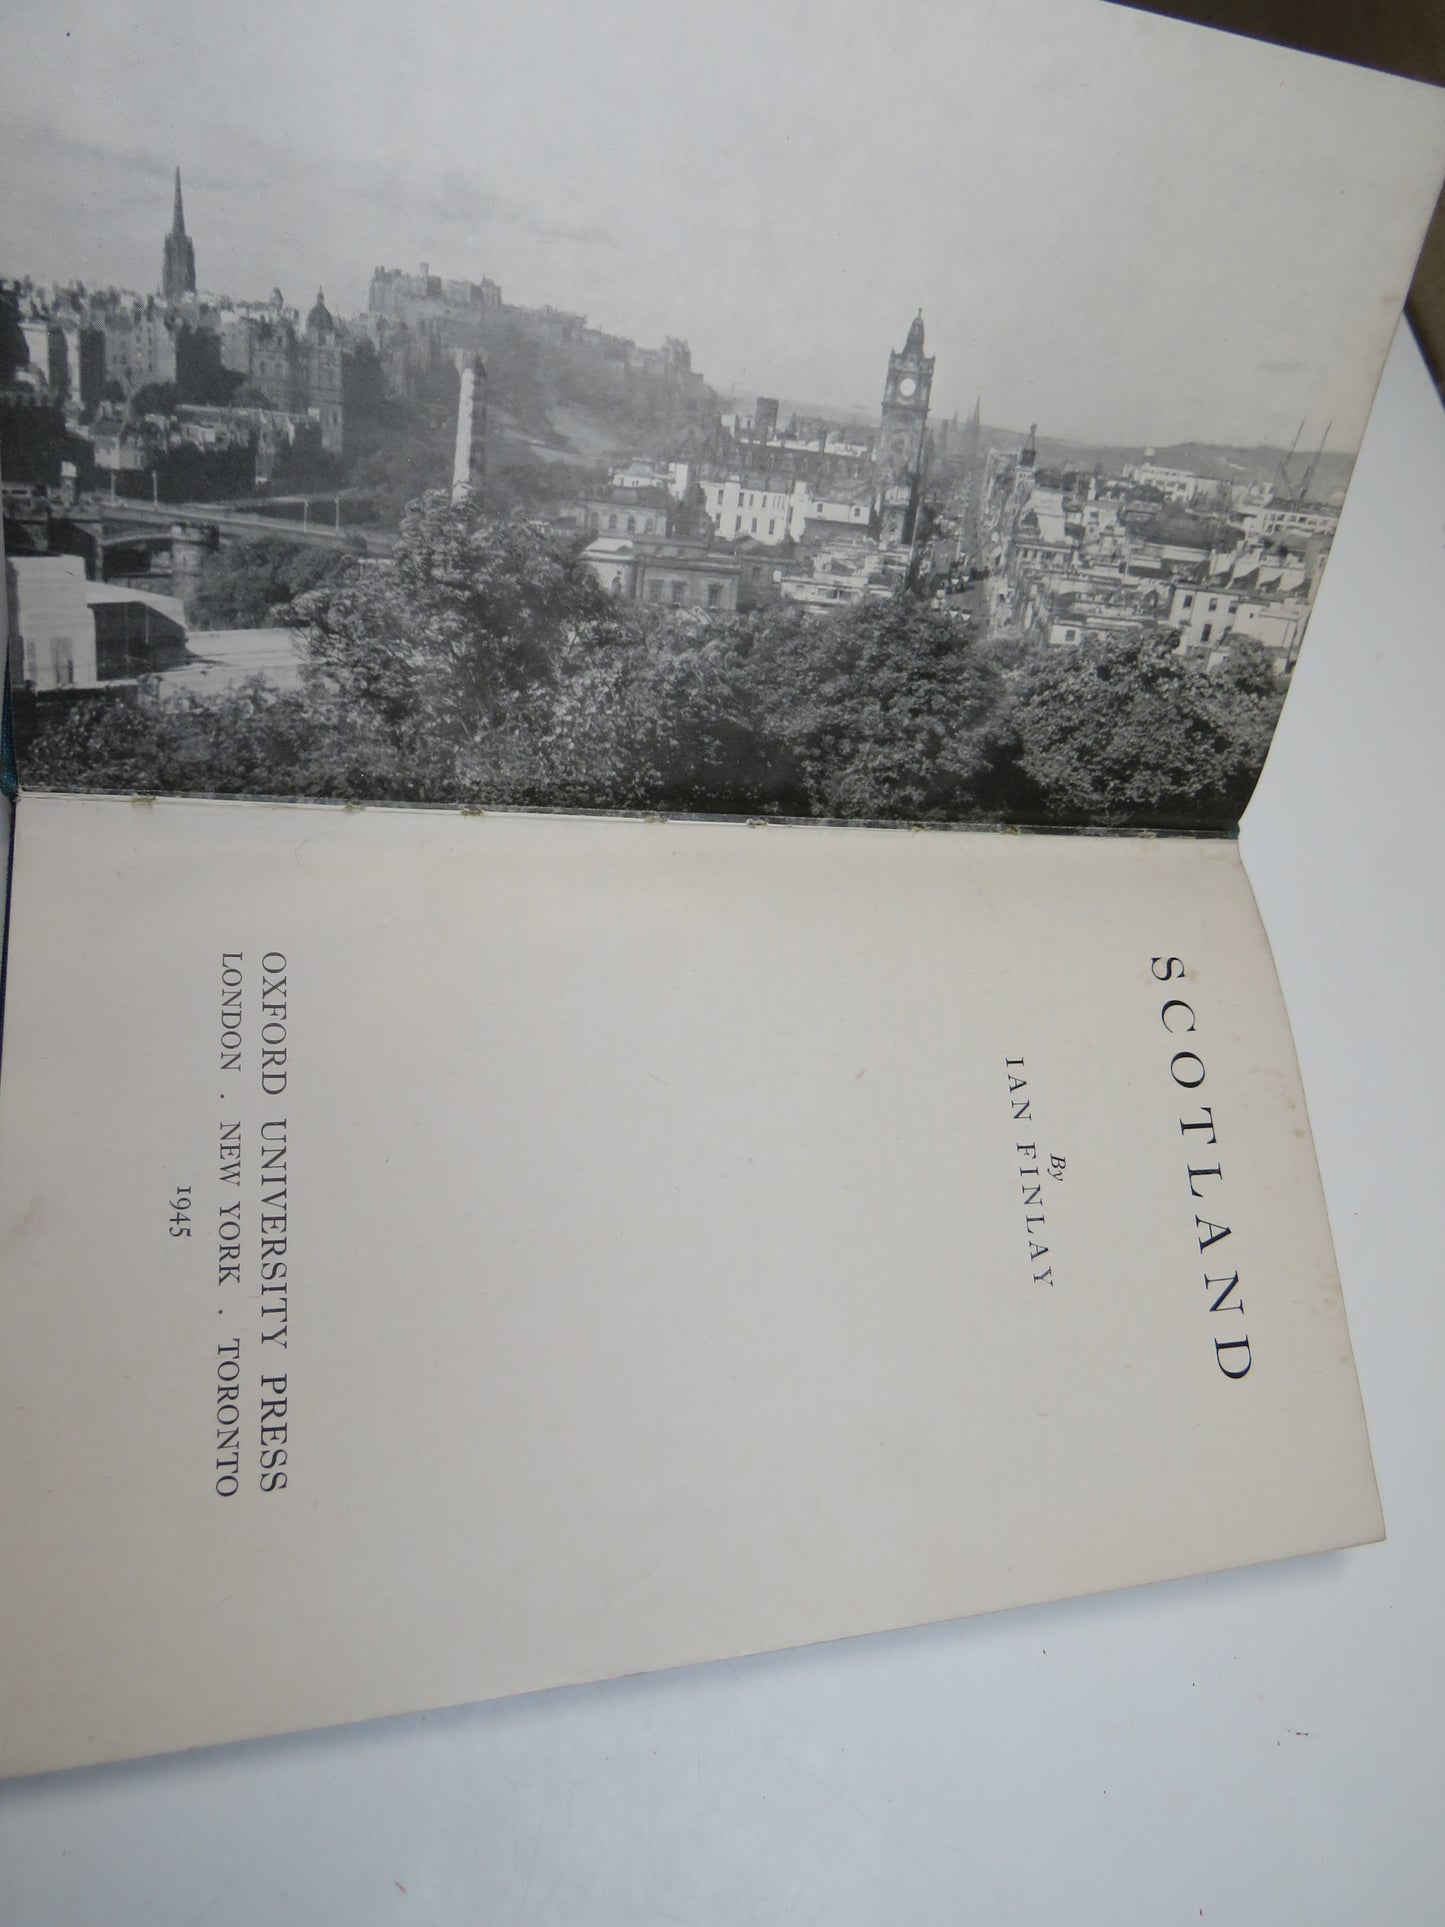 SCOTLAND
By
IAN FINLAY
OXFORD UNIVERSITY PRESS
LONDON . NEW YORK . TORONTO
1945